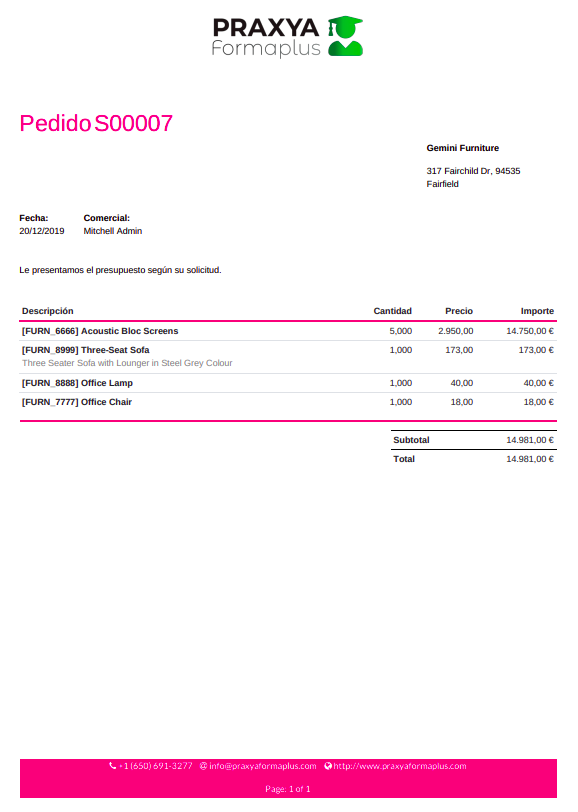 PRAXYA
Formaplus
Pedido S00007
Gemini Furniture
317 Fairchild Dr, 94535
Fairfield
Fecha: Comercial:
20/12/2019 Mitchell Admin
Le presentamos el presupuesto según su solicitud.
Descripción Cantidad Precio Importe
[FURN_6666] Acoustic Bloc Screens 5,000 2.950,00 14.750,00 €
[FURN_8999] Three-Seat Sofa 1,000 173,00 173,00 €
Three Seater Sofa with Lounger in Steel Grey Colour
[FURN_8888] Office Lamp 1,000 40,00 40,00 €
[FURN_7777] Office Chair 1,000 18,00 18,00 €
Subtotal 14.981,00 €
Total 14.981,00 €
+1 (650) 691-3277 info@praxyaformaplus.com http://www.praxyaformaplus.com
Page: 1 of 1